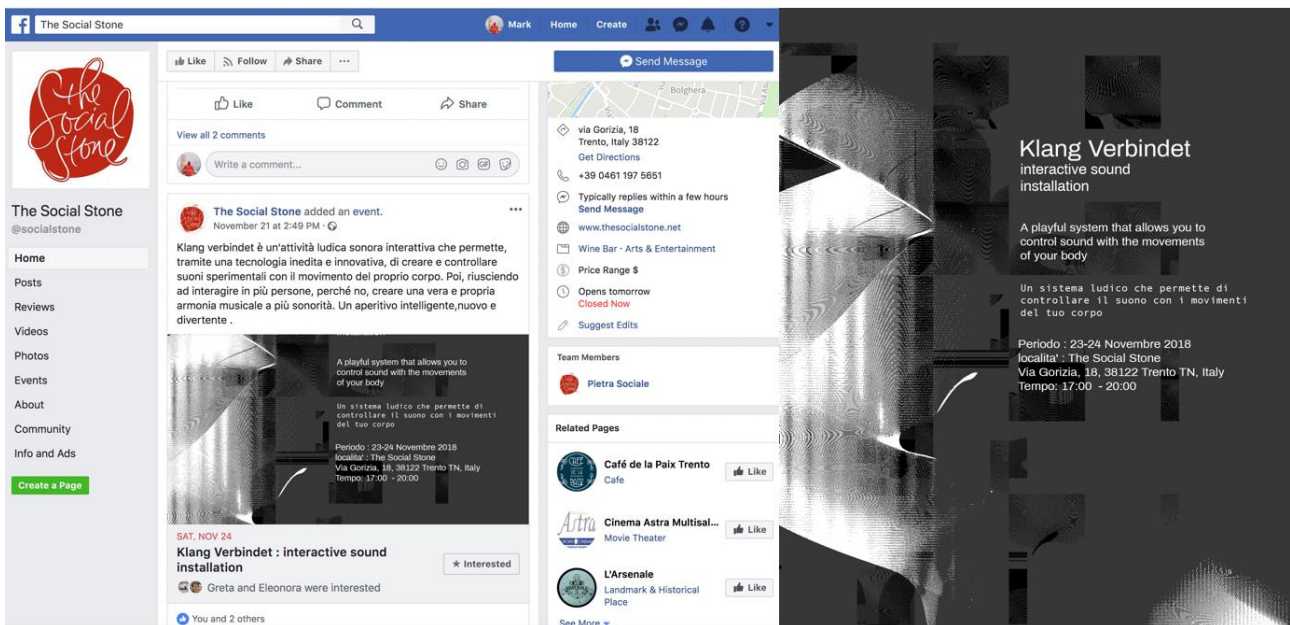 The Social Stone
Mark
Home
Create
the
Social
Stone
The Social Stone
@socialstone
Home
Posts
Reviews
Videos
Photos
Events
About
Community
Info and Ads
Create a Page
Like
Follow
Share
Send Message
Like
Comment
Share
View all 2 comments
Write a comment...
GIF
The Social Stone added an event.
November 21 at 2:49 PM ·
Klang verbindet è un'attività ludica sonora interattiva che permette,
tramite una tecnologia inedita e innovativa, di creare e controllare
suoni sperimentali con il movimento del proprio corpo. Poi, riuscendo
ad interagire in più persone, perché no, creare una vera e propria
armonia musicale a più sonorità. Un aperitivo intelligente,nuovo e
divertente .
A playful system that allows you to
control sound with the movements
of your body
Un sistema ludico che permette di
controllare il suono con i movimenti
del tuo corpo
Periodo : 23-24 Novembre 2018
localita' : The Social Stone
Via Gorizia, 18, 38122 Trento TN, Italy
Tempo: 17:00 - 20:00
SAT, NOV 24
Klang Verbindet : interactive sound
installation
Interested
Greta and Eleonora were interested
You and 2 others
Bolghera
via Gorizia, 18
Trento, Italy 38122
Get Directions
+39 0461 197 5651
Typically replies within a few hours
Send Message
www.thesocialstone.net
Wine Bar · Arts & Entertainment
Price Range $
Opens tomorrow
Closed Now
Suggest Edits
Team Members
Pietra Sociale
Related Pages
Café de la Paix Trento
Cafe
Like
Astra
Cinema Astra Multisal...
Movie Theater
Like
L'Arsenale
Landmark & Historical
Place
Like
See More
Klang Verbindet
interactive sound
installation
A playful system that allows you to
control sound with the movements
of your body
Un sistema ludico che permette di
controllare il suono con i movimenti
del tuo corpo
Periodo : 23-24 Novembre 2018
localita' : The Social Stone
Via Gorizia, 18, 38122 Trento TN, Italy
Tempo: 17:00 - 20:00